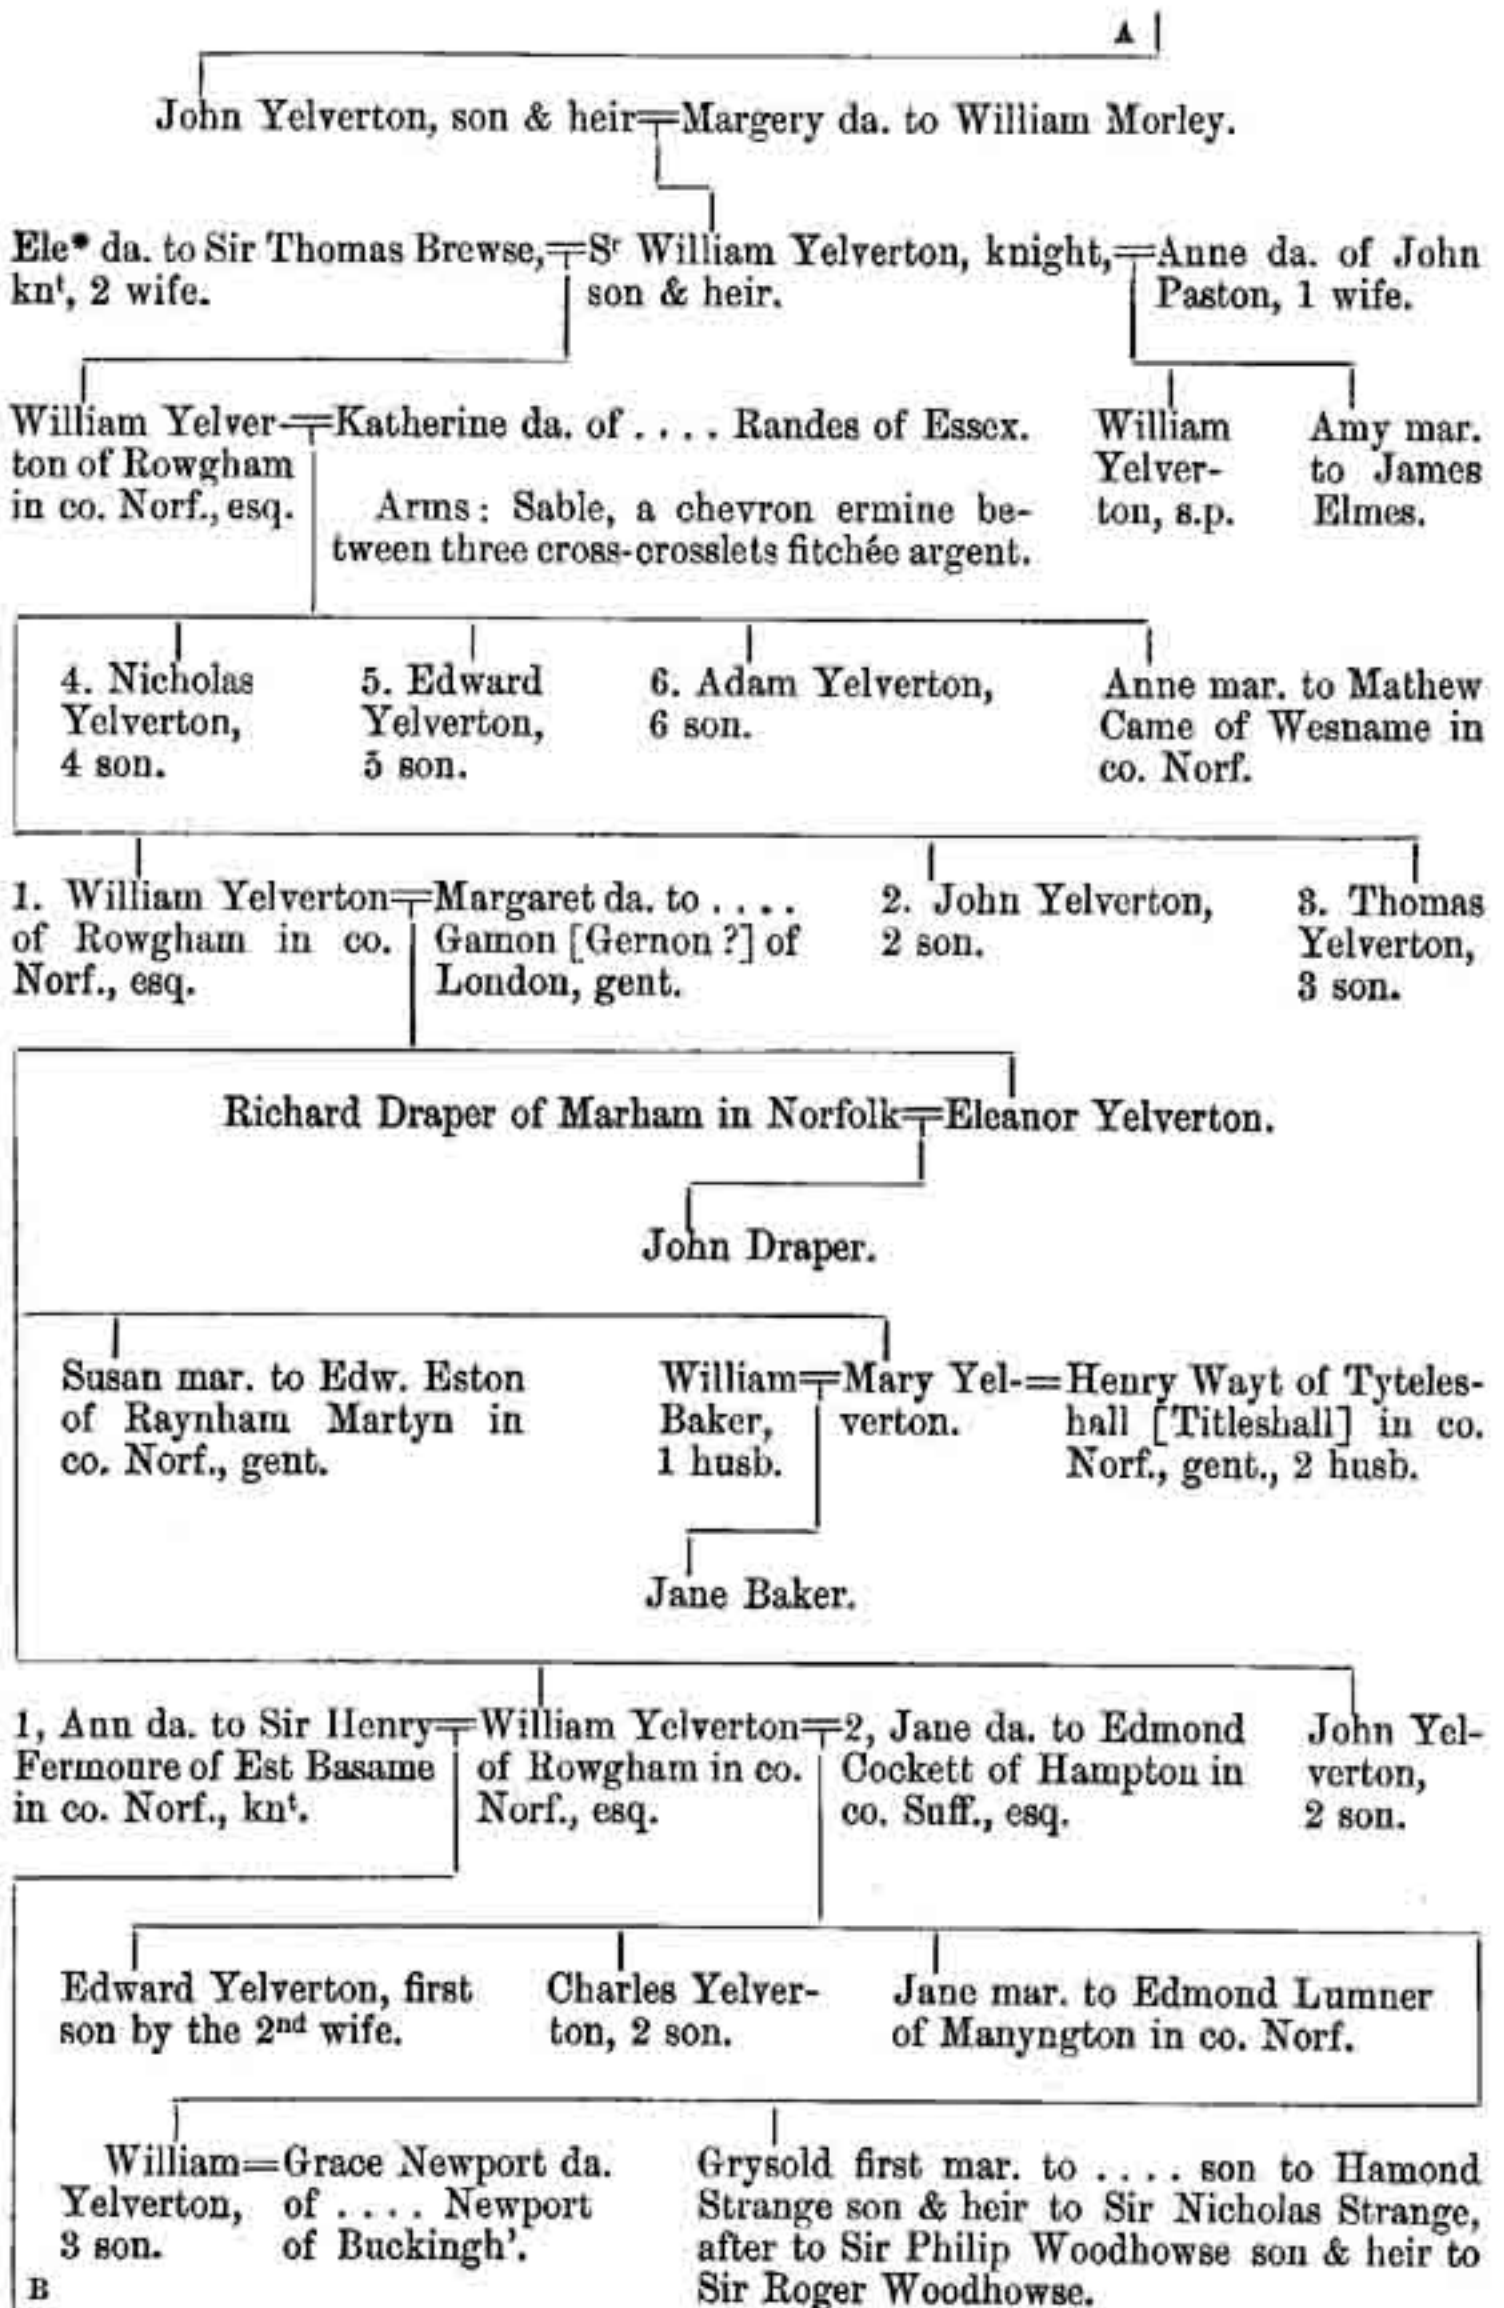 A
John Yelverton, son & heir=Margery da. to William Morley.
Ele* da. to Sir Thomas Brewse,=Sʳ William Yelverton, knight,=Anne da. of John
knᵗ, 2 wife. son & heir. Paston, 1 wife.
William Yelver-=Katherine da. of .... Randes of Essex. William Amy mar.
ton of Rowgham Yelver- to James
in co. Norf., esq. Arms: Sable, a chevron ermine be- ton, s.p. Elmes.
tween three cross-crosslets fitchée argent.
4. Nicholas 5. Edward 6. Adam Yelverton, Anne mar. to Mathew
Yelverton, Yelverton, 6 son. Came of Wesname in
4 son. 5 son. co. Norf.
1. William Yelverton=Margaret da. to .... 2. John Yelverton, 3. Thomas
of Rowgham in co. Gamon [Gernon ?] of 2 son. Yelverton,
Norf., esq. London, gent. 3 son.
Richard Draper of Marham in Norfolk=Eleanor Yelverton.
John Draper.
Susan mar. to Edw. Eston William=Mary Yel-=Henry Wayt of Tyteles-
of Raynham Martyn in Baker, verton. hall [Titleshall] in co.
co. Norf., gent. 1 husb. Norf., gent., 2 husb.
Jane Baker.
1, Ann da. to Sir Henry=William Yelverton=2, Jane da. to Edmond John Yel-
Fermoure of Est Basame of Rowgham in co. Cockett of Hampton in verton,
in co. Norf., knᵗ. Norf., esq. co. Suff., esq. 2 son.
Edward Yelverton, first Charles Yelver- Jane mar. to Edmond Lumner
son by the 2ⁿᵈ wife. ton, 2 son. of Manyngton in co. Norf.
William=Grace Newport da. Grysold first mar. to .... son to Hamond
Yelverton, of .... Newport Strange son & heir to Sir Nicholas Strange,
3 son. of Buckingh'. after to Sir Philip Woodhowse son & heir to
B Sir Roger Woodhowse.